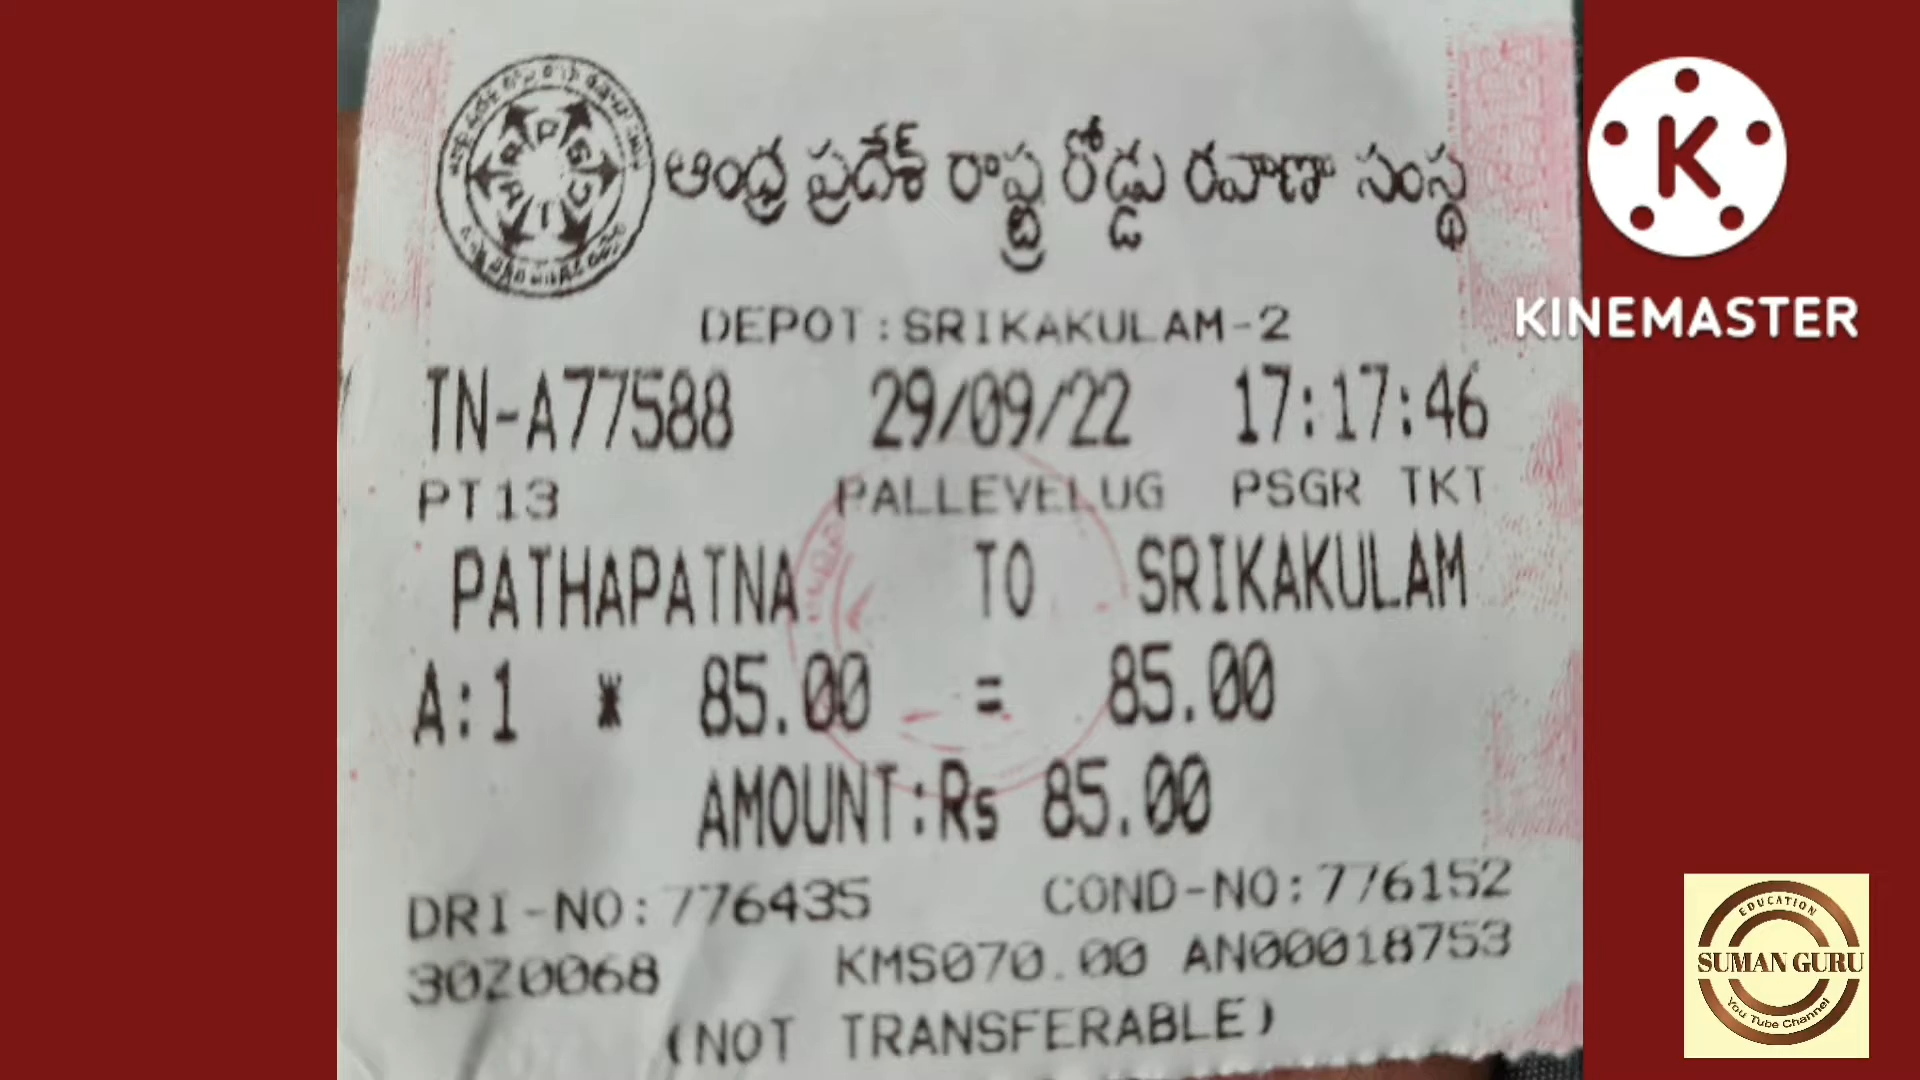 ఆంధ్ర ప్రదేశ్ రాష్ట్ర రోడ్డు రవాణా సంస్థ
DEPOT:SRIKAKULAM-2
TN-A77588 29/09/22 17:17:46
PT13 PALLEVELUG PSGR TKT
PATHAPATNA TO SRIKAKULAM
A:1 * 85.00 = 85.00
AMOUNT:Rs 85.00
DRI-NO:776435 COND-NO:776152
30Z0068 KMS070.00 AN00018753
(NOT TRANSFERABLE)
K
KINEMASTER
EDUCATION
SUMAN GURU
You Tube Channel